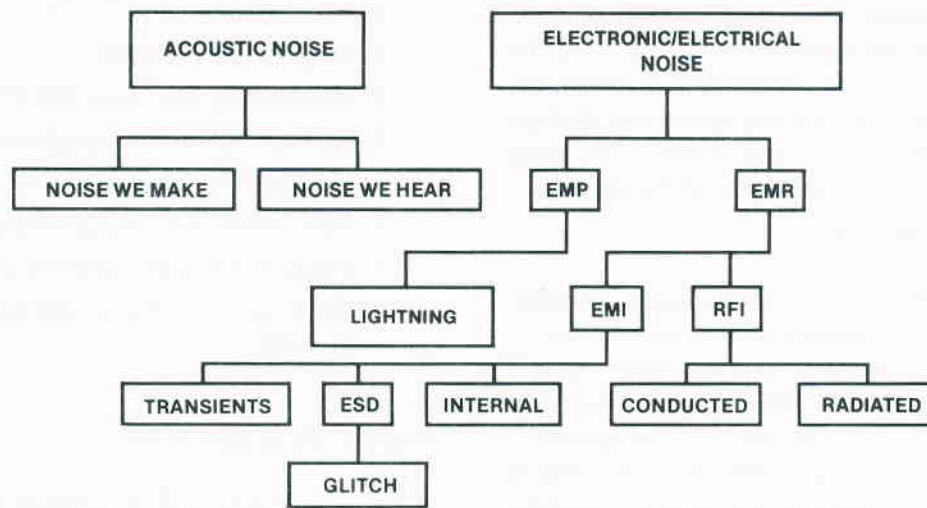 ACOUSTIC NOISE
ELECTRONIC/ELECTRICAL
NOISE
NOISE WE MAKE
NOISE WE HEAR
EMP
EMR
LIGHTNING
EMI
RFI
TRANSIENTS
ESD
INTERNAL
CONDUCTED
RADIATED
GLITCH